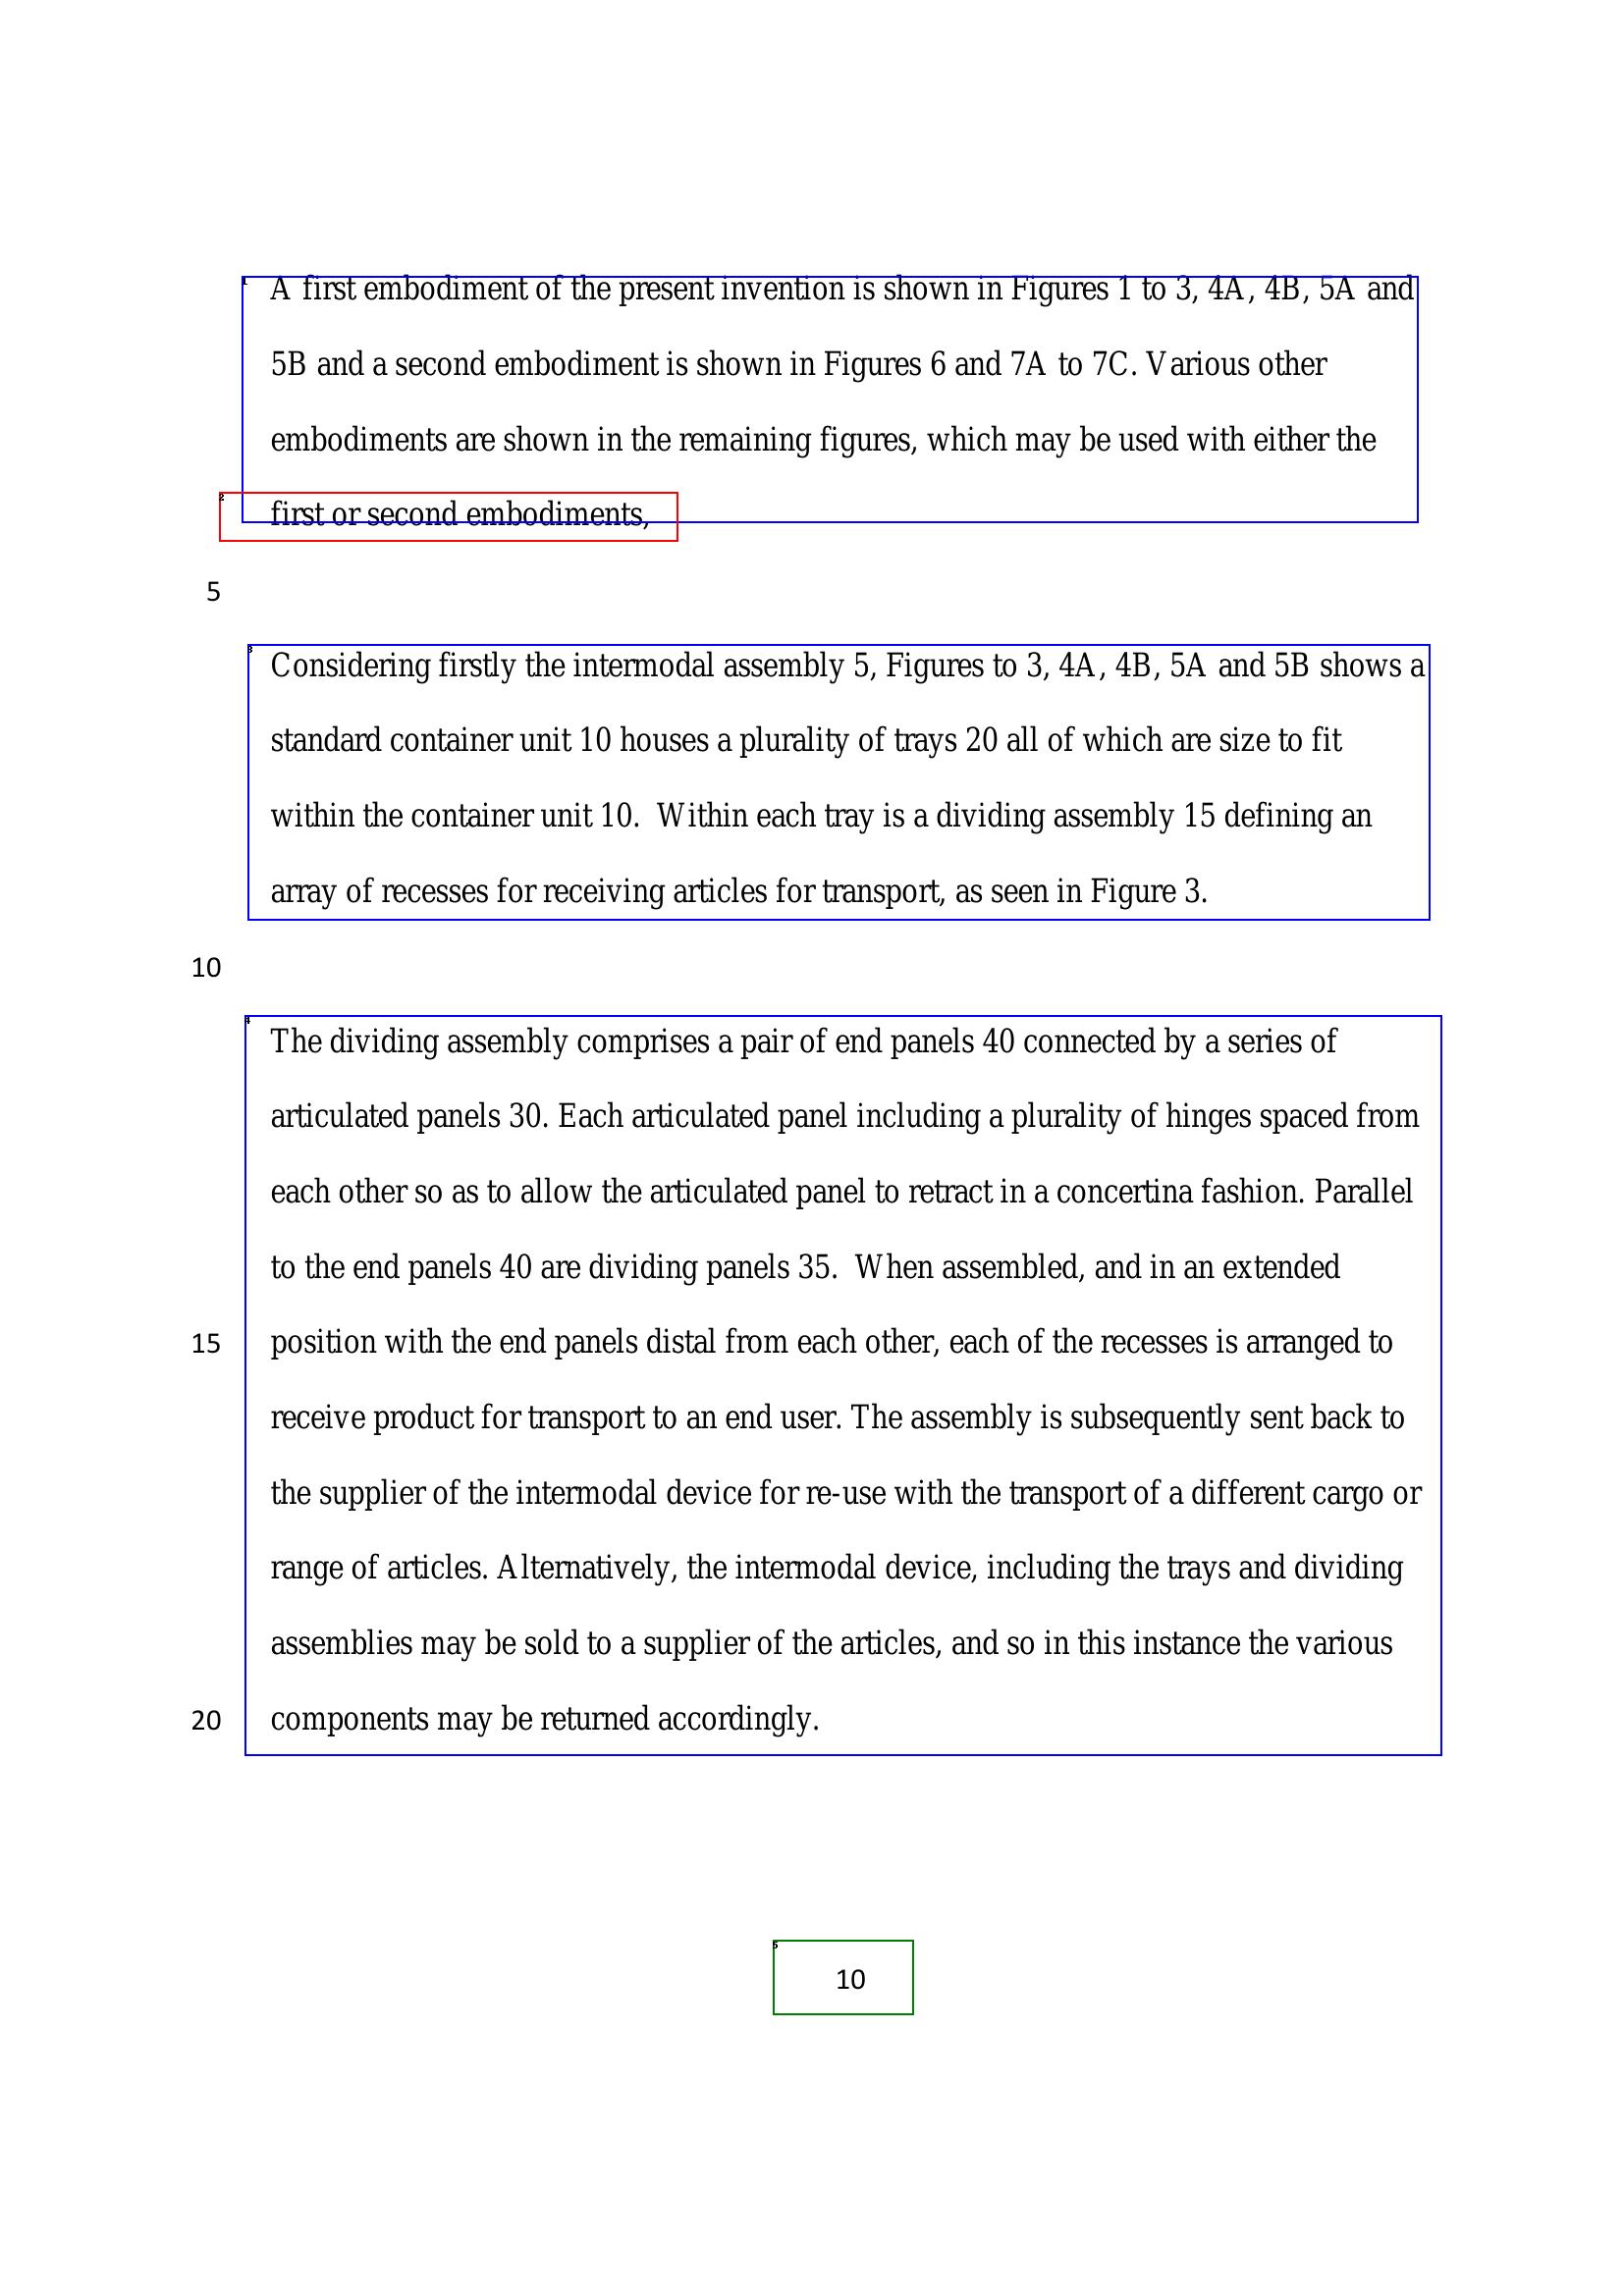 A first embodiment of the present invention is shown in Figures 1 to 3, 4A, 4B, 5A and
5B and a second embodiment is shown in Figures 6 and 7A to 7C. Various other
embodiments are shown in the remaining figures, which may be used with either the
first or second embodiments,
5
Considering firstly the intermodal assembly 5, Figures to 3, 4A, 4B, 5A and 5B shows a
standard container unit 10 houses a plurality of trays 20 all of which are size to fit
within the container unit 10.  Within each tray is a dividing assembly 15 defining an
array of recesses for receiving articles for transport, as seen in Figure 3.
10
The dividing assembly comprises a pair of end panels 40 connected by a series of
articulated panels 30. Each articulated panel including a plurality of hinges spaced from
each other so as to allow the articulated panel to retract in a concertina fashion. Parallel
to the end panels 40 are dividing panels 35.  When assembled, and in an extended
15 position with the end panels distal from each other, each of the recesses is arranged to
receive product for transport to an end user. The assembly is subsequently sent back to
the supplier of the intermodal device for re-use with the transport of a different cargo or
range of articles. Alternatively, the intermodal device, including the trays and dividing
assemblies may be sold to a supplier of the articles, and so in this instance the various
20 components may be returned accordingly.
10